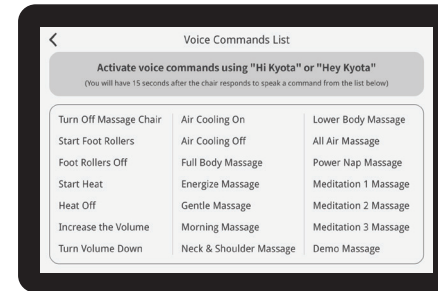 Voice Commands List
Activate voice commands using "Hi Kyota" or "Hey Kyota"
(You will have 15 seconds after the chair responds to speak a command from the list below)
Turn Off Massage Chair
Start Foot Rollers
Foot Rollers Off
Start Heat
Heat Off
Increase the Volume
Turn Volume Down
Air Cooling On
Air Cooling Off
Full Body Massage
Energize Massage
Gentle Massage
Morning Massage
Neck & Shoulder Massage
Lower Body Massage
All Air Massage
Power Nap Massage
Meditation 1 Massage
Meditation 2 Massage
Meditation 3 Massage
Demo Massage